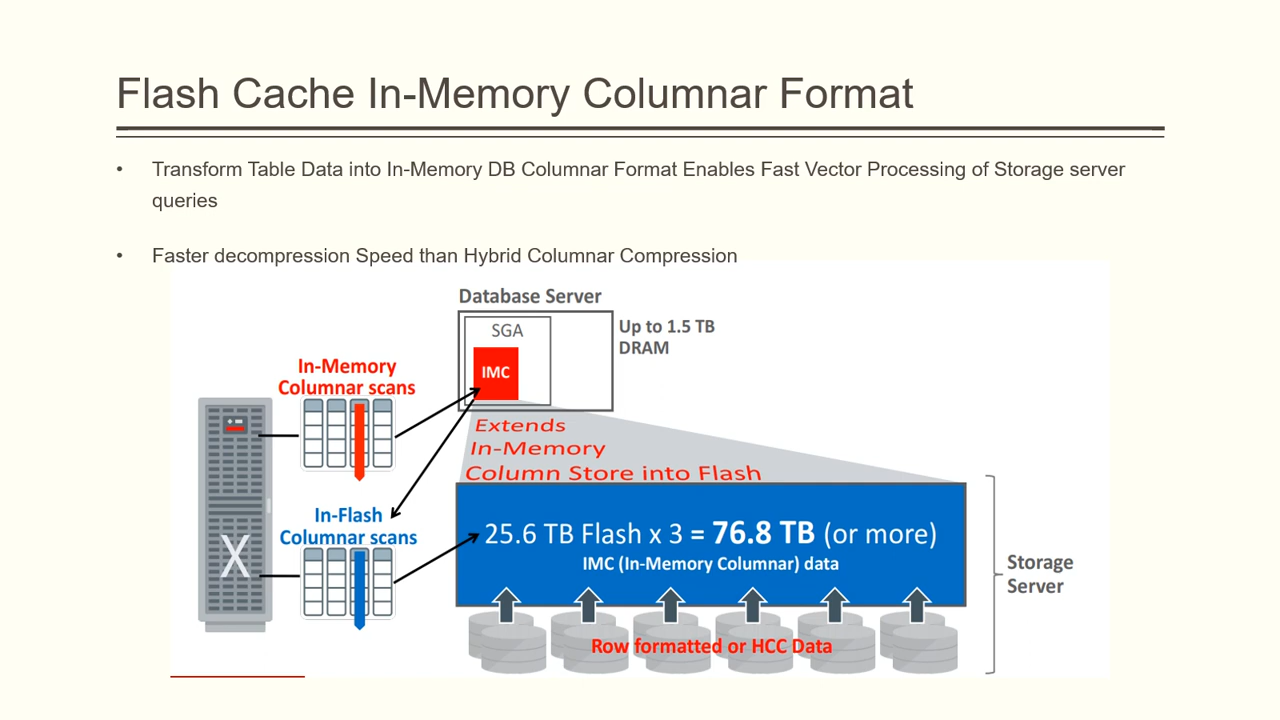 Flash Cache In-Memory Columnar Format
• Transform Table Data into In-Memory DB Columnar Format Enables Fast Vector Processing of Storage server
queries
• Faster decompression Speed than Hybrid Columnar Compression
Database Server
SGA
IMC
Up to 1.5 TB
DRAM
In-Memory
Columnar scans
Extends
In-Memory
Column Store into Flash
X
In-Flash
Columnar scans
25.6 TB Flash x 3 = 76.8 TB (or more)
IMC (In-Memory Columnar) data
Storage
Server
Row formatted or HCC Data